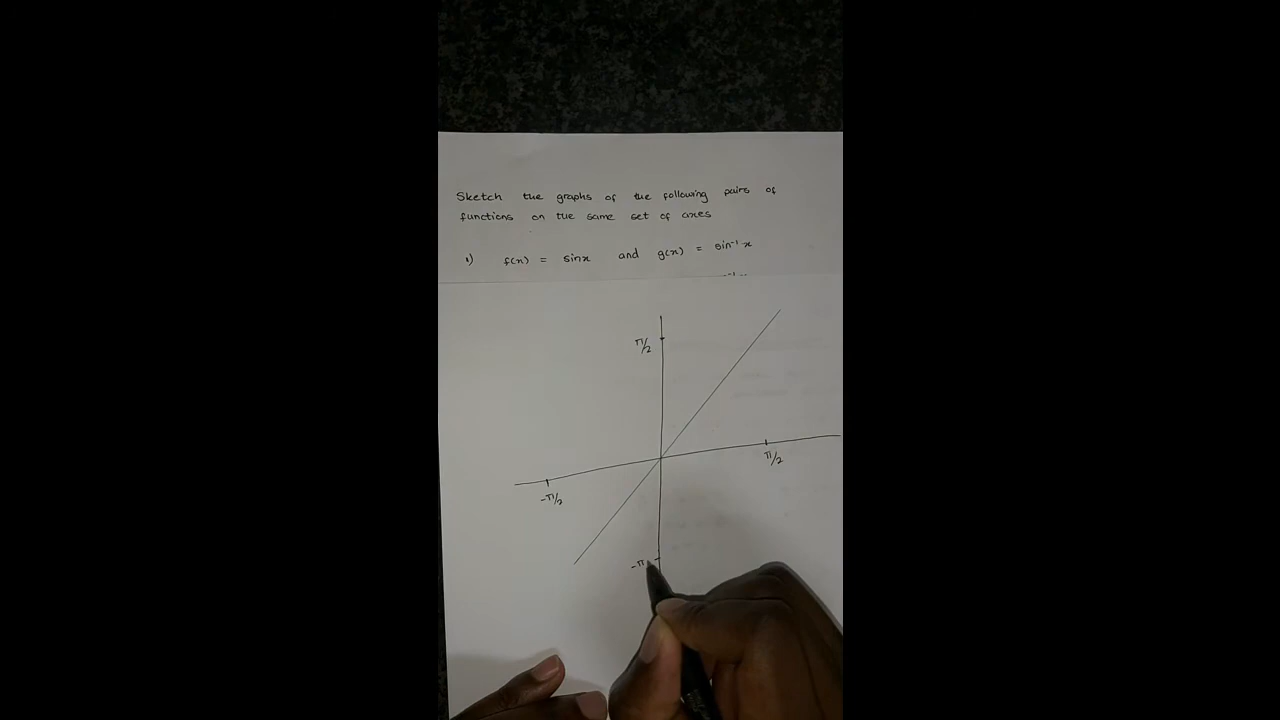 Sketch the graphs of the following pairs of
functions on the same set of axes
1) f(x) = sinx and g(x) = sin⁻¹x
π/2
π/2
-π/2
-π